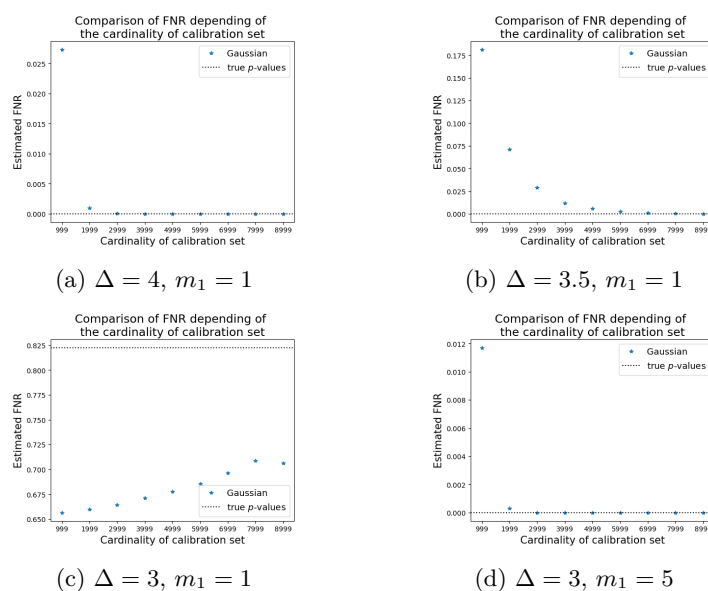 Comparison of FNR depending of
the cardinality of calibration set
Estimated FNR
0.025
0.020
0.015
0.010
0.005
0.000
Gaussian
true p-values
999 1999 2999 3999 4999 5999 6999 7999 8999
Cardinality of calibration set
(a) Δ = 4, m₁ = 1
Comparison of FNR depending of
the cardinality of calibration set
Estimated FNR
0.175
0.150
0.125
0.100
0.075
0.050
0.025
0.000
Gaussian
true p-values
999 1999 2999 3999 4999 5999 6999 7999 8999
Cardinality of calibration set
(b) Δ = 3.5, m₁ = 1
Comparison of FNR depending of
the cardinality of calibration set
Estimated FNR
0.825
0.800
0.775
0.750
0.725
0.700
0.675
0.650
Gaussian
true p-values
999 1999 2999 3999 4999 5999 6999 7999 8999
Cardinality of calibration set
(c) Δ = 3, m₁ = 1
Comparison of FNR depending of
the cardinality of calibration set
Estimated FNR
0.012
0.010
0.008
0.006
0.004
0.002
0.000
Gaussian
true p-values
999 1999 2999 3999 4999 5999 6999 7999 8999
Cardinality of calibration set
(d) Δ = 3, m₁ = 5